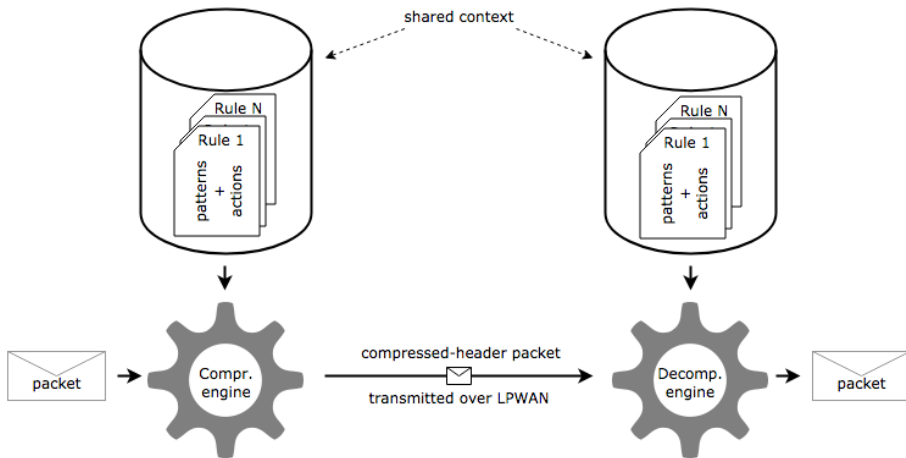 shared context
Rule N
Rule 1
patterns
+
actions
Rule N
Rule 1
patterns
+
actions
packet
Compr.
engine
compressed-header packet
transmitted over LPWAN
Decomp.
engine
packet